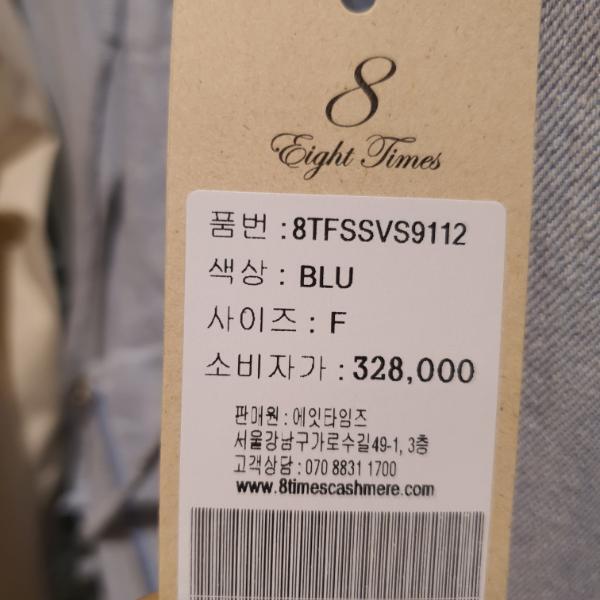 8
Eight Times
품번 : 8TFSSVS9112
색상 : BLU
사이즈 : F
소비자가 : 328,000
판매원 : 에잇타임즈
서울강남구가로수길49-1, 3층
고객상담 : 070 8831 1700
www.8timescashmere.com